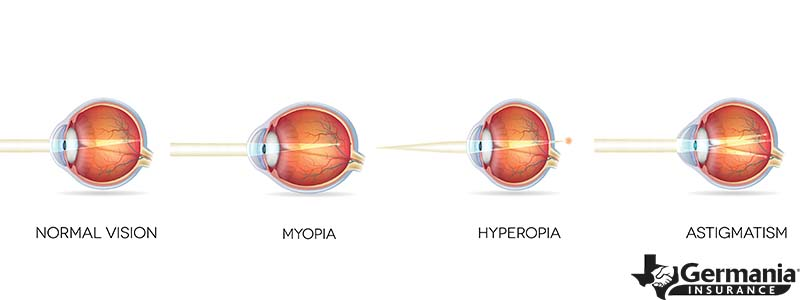 NORMAL VISION
MYOPIA
HYPEROPIA
ASTIGMATISM
Germania
INSURANCE